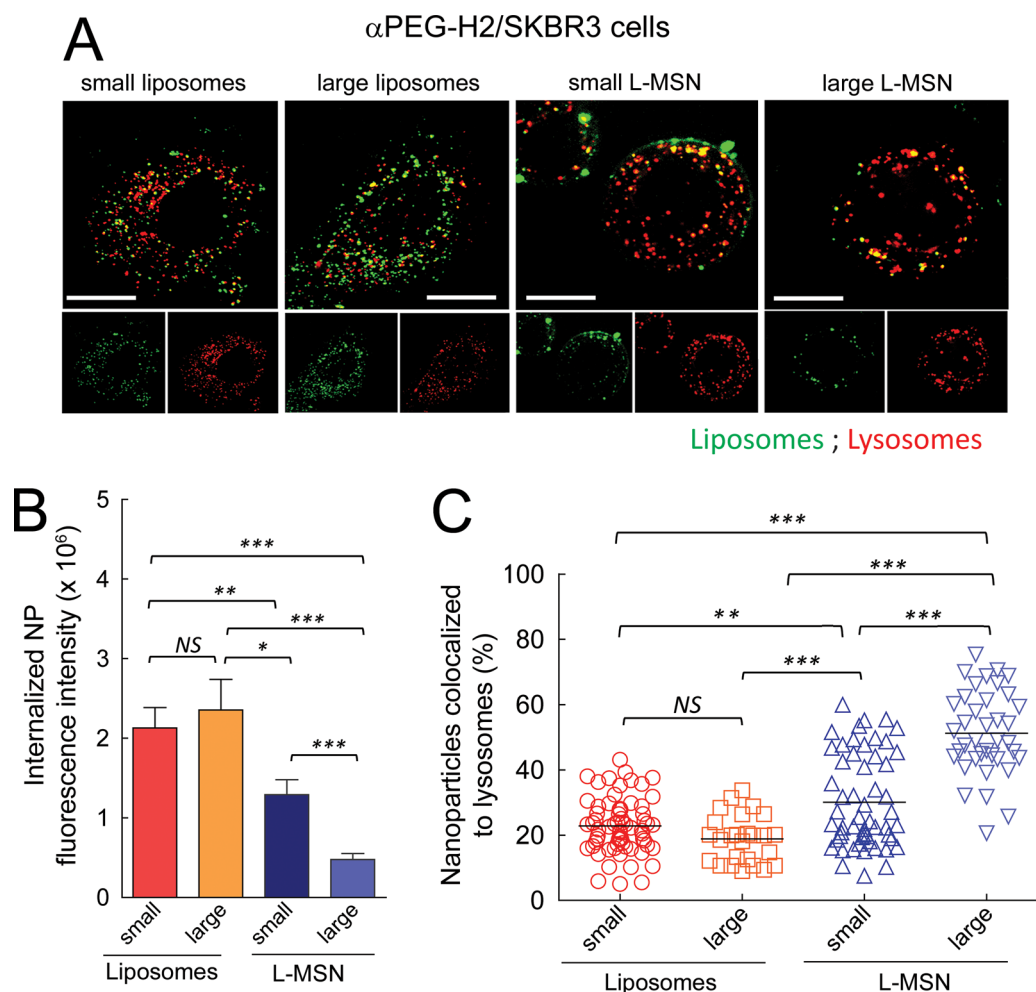 A
αPEG-H2/SKBR3 cells
small liposomes
large liposomes
small L-MSN
large L-MSN
Liposomes ; Lysosomes
B
Internalized NP
fluorescence intensity (x 10⁶)
5
4
3
2
1
0
***
**
***
NS
*
***
small
large
small
large
Liposomes
L-MSN
C
Nanoparticles colocalized
to lysosomes (%)
100
80
60
40
20
0
***
***
**
***
***
NS
small
large
small
large
Liposomes
L-MSN